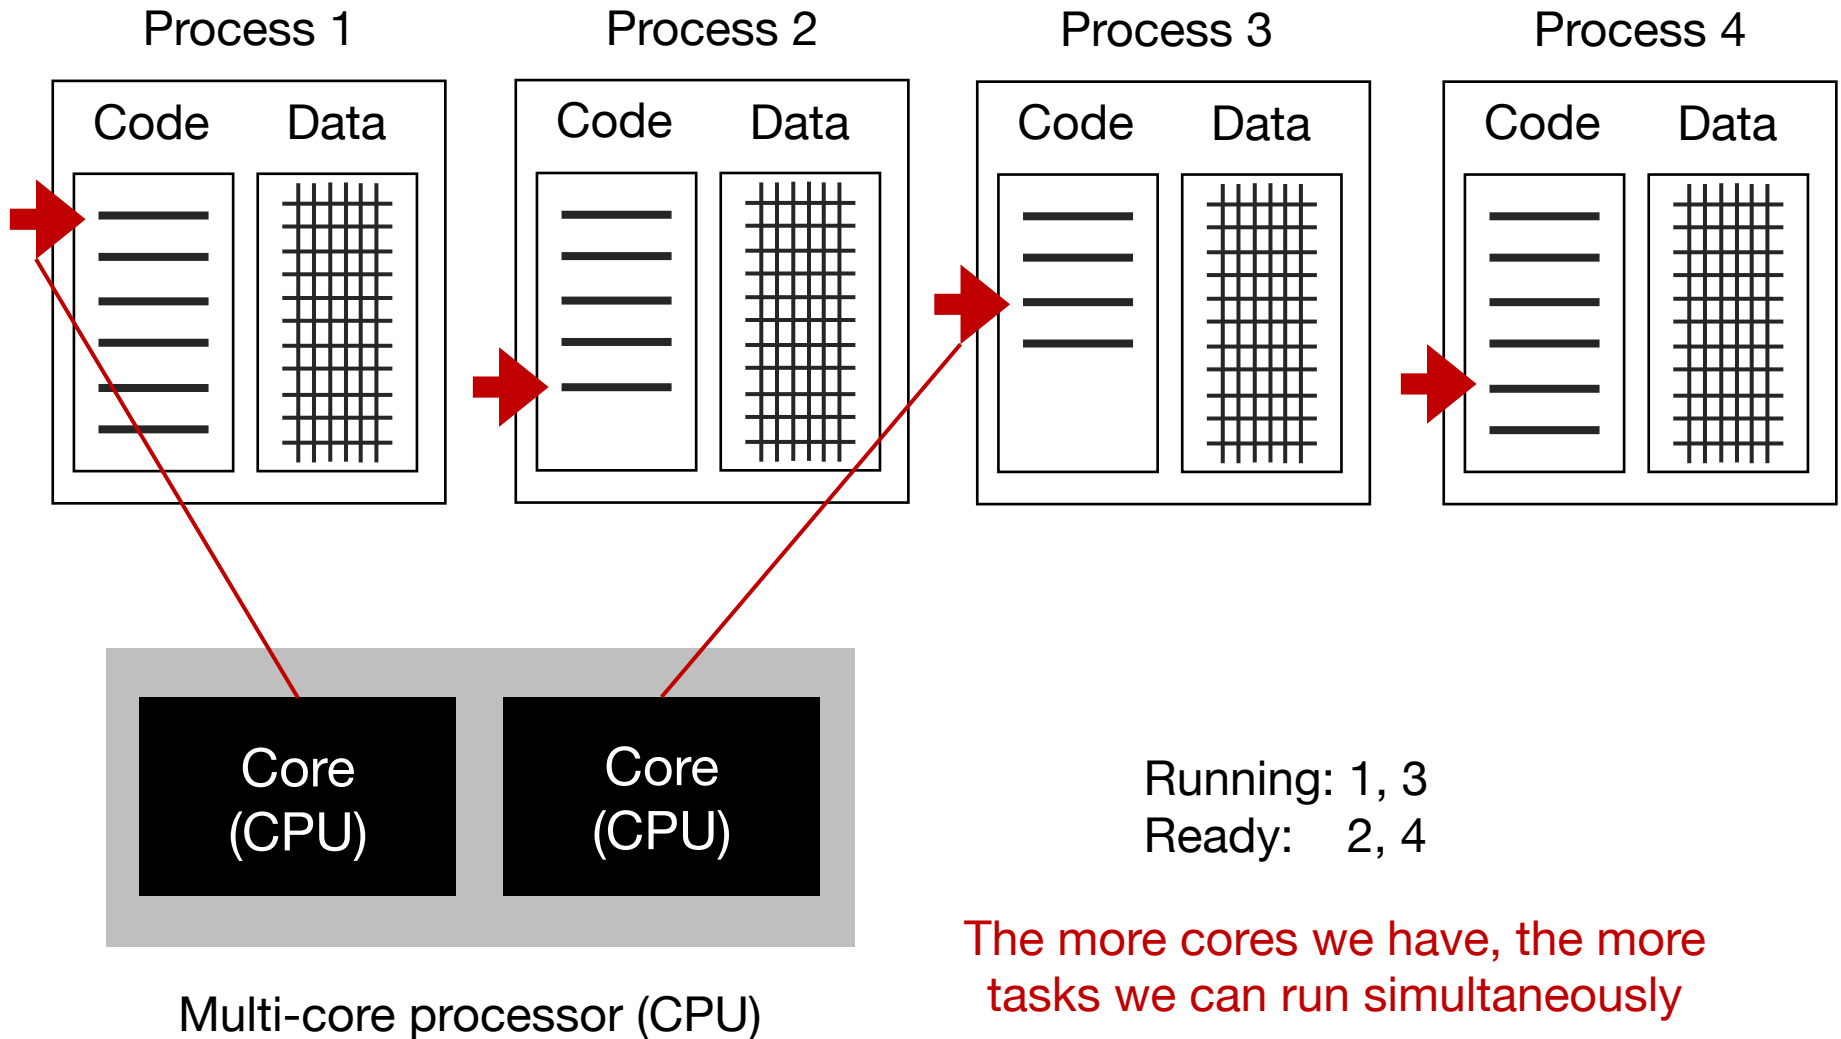 Process 1
Process 2
Process 3
Process 4
Code Data
Code Data
Code Data
Code Data
Core
(CPU)
Core
(CPU)
Multi-core processor (CPU)
Running: 1, 3
Ready: 2, 4
The more cores we have, the more
tasks we can run simultaneously